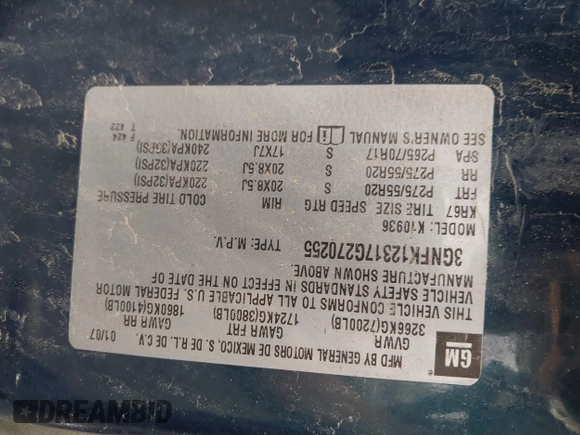 GM
MFD BY GENERAL MOTORS DE MEXICO, S. DE R.L. DE C.V.
01/07
GVWR GAWR FRT GAWR RR
3266KG(7200LB) 1724KG(3800LB) 1860KG(4100LB)
THIS VEHICLE CONFORMS TO ALL APPLICABLE U.S. FEDERAL MOTOR
VEHICLE SAFETY STANDARDS IN EFFECT ON THE DATE OF
MANUFACTURE SHOWN ABOVE.
3GNFK12317G270255 TYPE: M.P.V.
MODEL: K10936
KR67 TIRE SIZE SPEED RTG RIM COLD TIRE PRESSURE
FRT P275/55R20 S 20X8.5J 220KPA(32PSI)
RR P275/55R20 S 20X8.5J 220KPA(32PSI)
SPA P265/70R17 S 17X7J 240KPA(35PSI)
SEE OWNER'S MANUAL FOR MORE INFORMATION.
F 424
T 422
DREAMBID